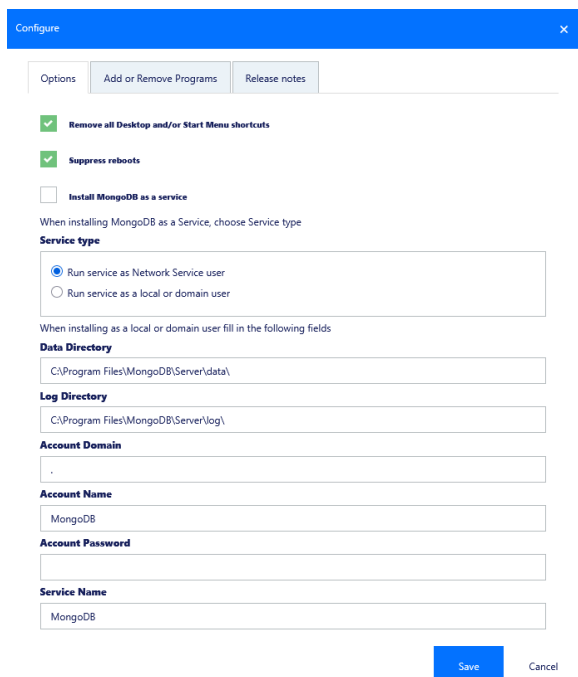 Configure ×
Options Add or Remove Programs Release notes
Remove all Desktop and/or Start Menu shortcuts
Suppress reboots
Install MongoDB as a service
When installing MongoDB as a Service, choose Service type
Service type
Run service as Network Service user
Run service as a local or domain user
When installing as a local or domain user fill in the following fields
Data Directory
C:\Program Files\MongoDB\Server\data\
Log Directory
C:\Program Files\MongoDB\Server\log\
Account Domain
.
Account Name
MongoDB
Account Password
Service Name
MongoDB
Save Cancel